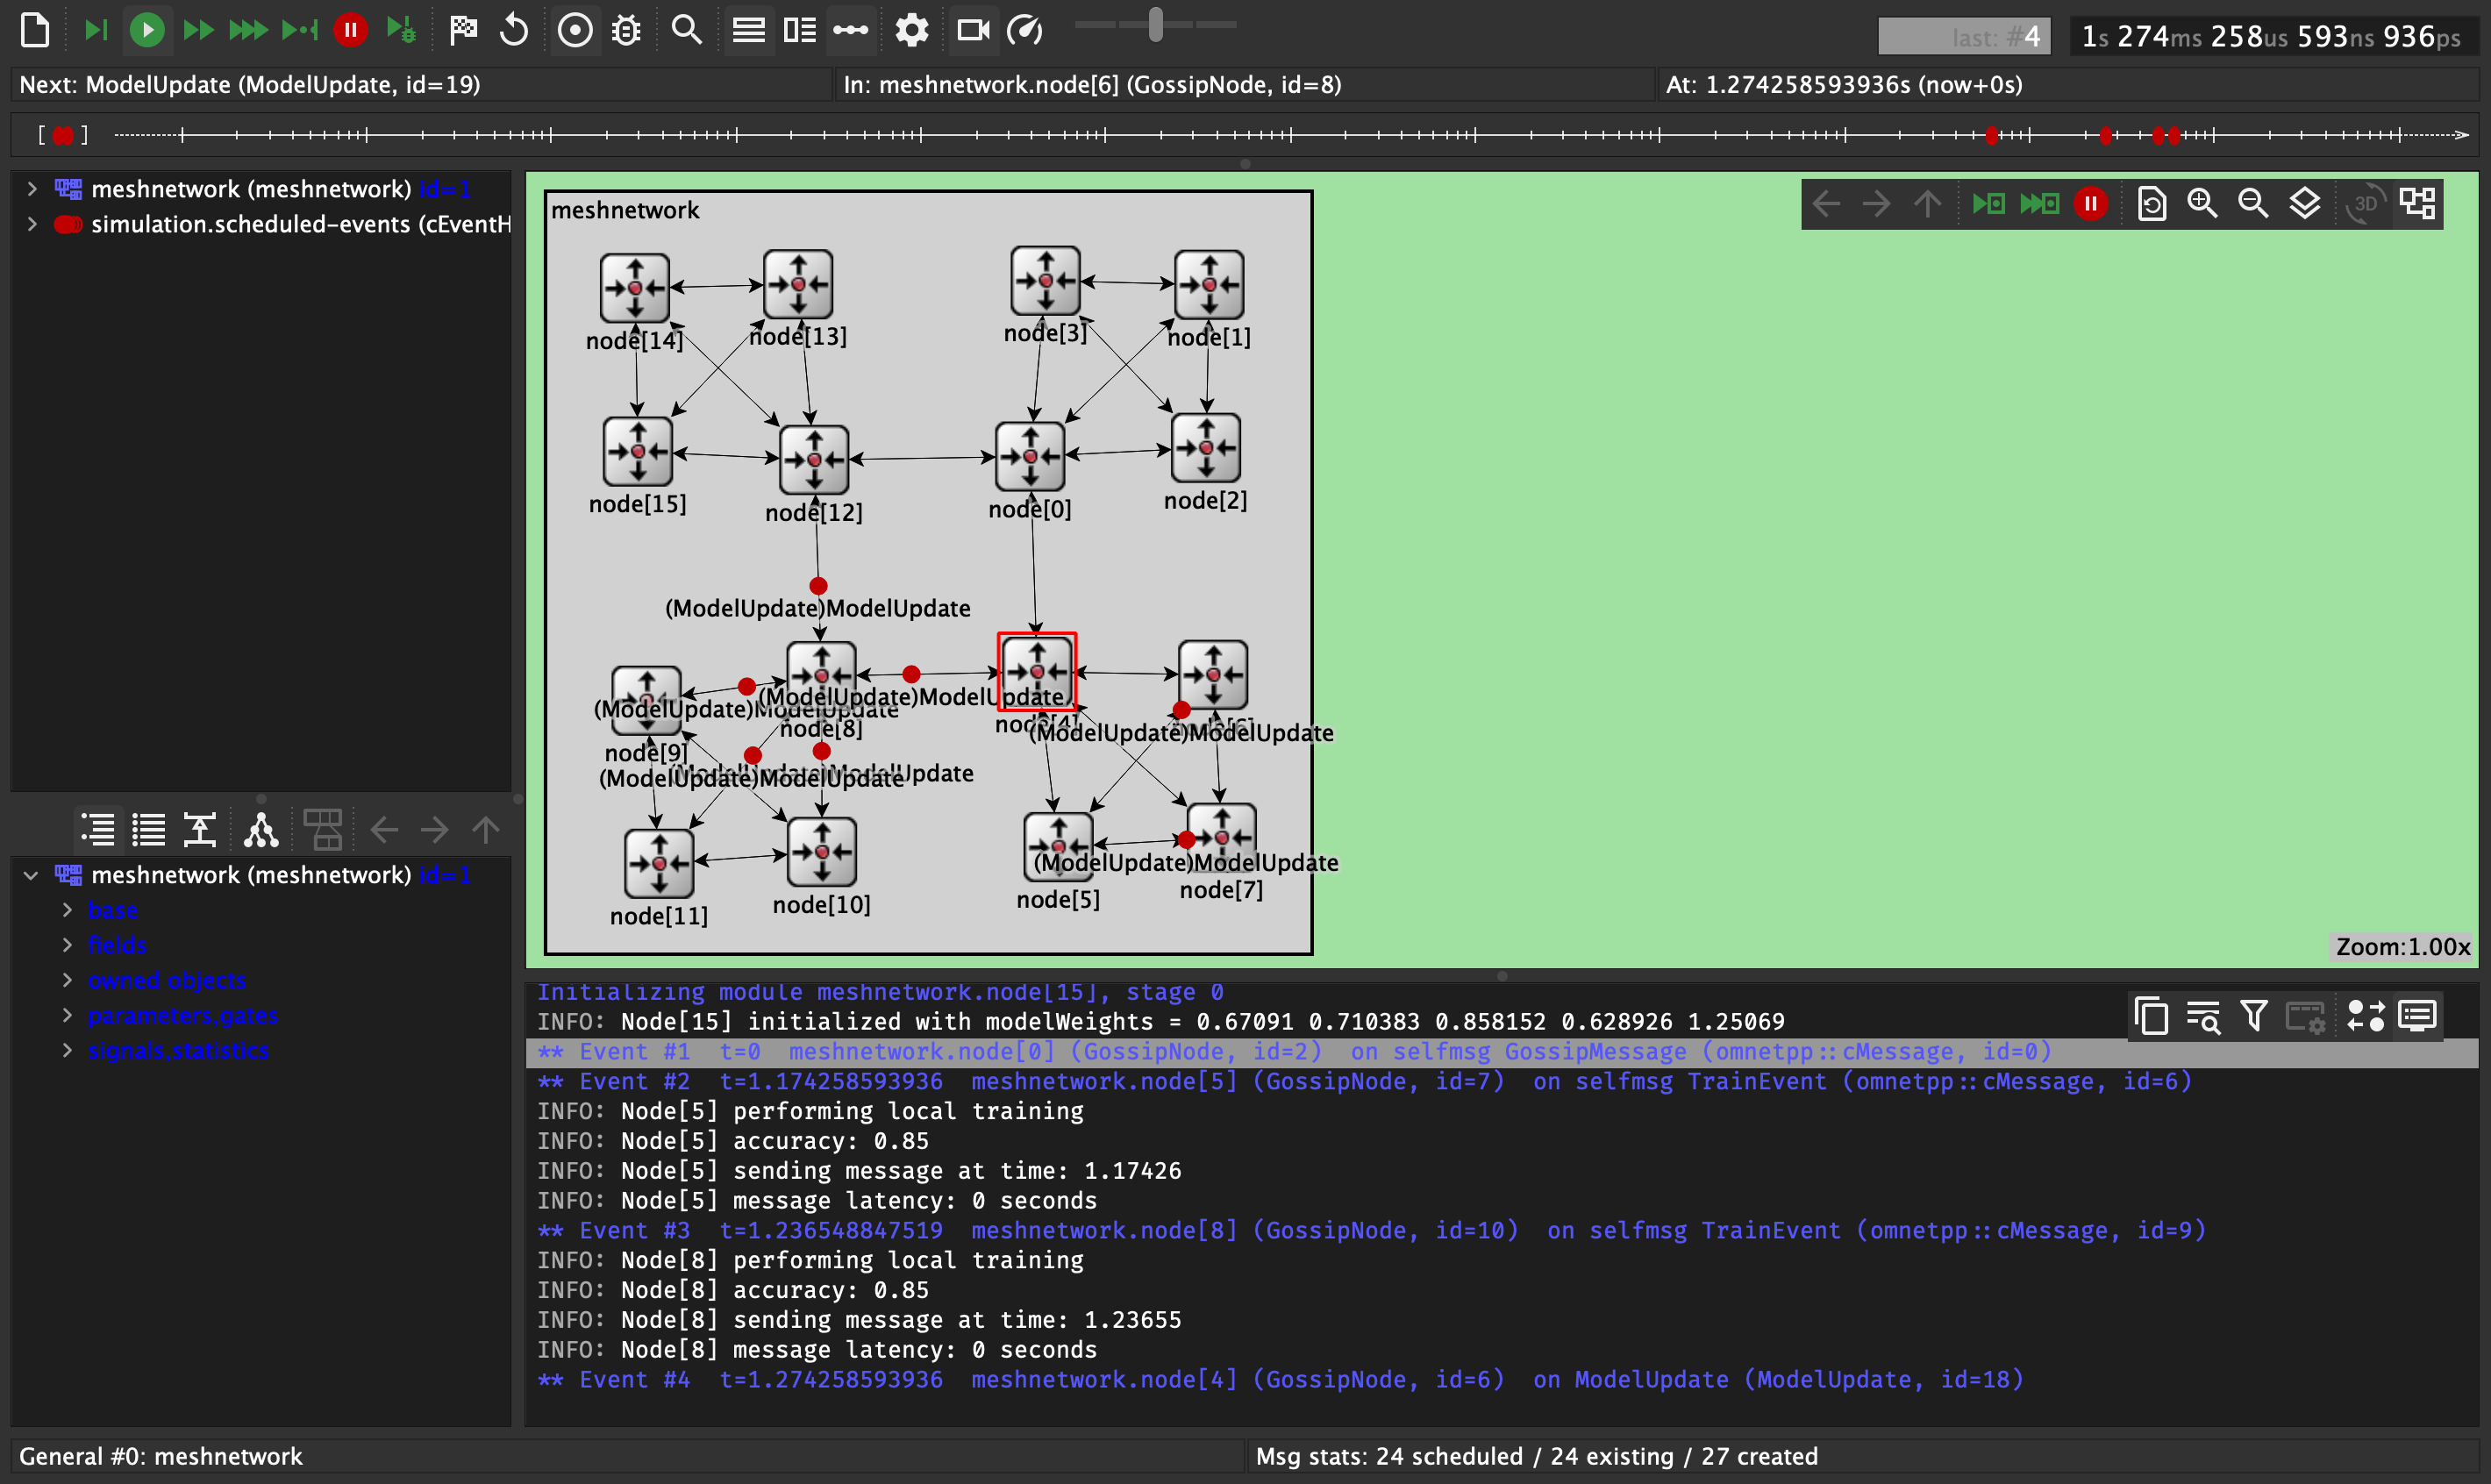 last: #4
1s 274ms 258us 593ns 936ps
Next: ModelUpdate (ModelUpdate, id=19)
In: meshnetwork.node[6] (GossipNode, id=8)
At: 1.274258593936s (now+0s)
meshnetwork (meshnetwork) id=1
simulation.scheduled-events (cEventH
meshnetwork
3D
node[14]
node[13]
node[3]
node[1]
node[15]
node[12]
node[0]
node[2]
(ModelUpdate)ModelUpdate
(ModelUpdate)ModelUpdate
(ModelUpdate)ModelUpdate
node[9]
node[8]
node[4]
node[6]
(ModelUpdate)ModelUpdate
(ModelUpdate)ModelUpdate
(ModelUpdate)ModelUpdate
(ModelUpdate)ModelUpdate
node[11]
node[10]
node[5]
node[7]
Zoom:1.00x
meshnetwork (meshnetwork) id=1
base
fields
owned objects
parameters,gates
signals,statistics
Initializing module meshnetwork.node[15], stage 0
INFO: Node[15] initialized with modelWeights = 0.67091 0.710383 0.858152 0.628926 1.25069
** Event #1 t=0 meshnetwork.node[0] (GossipNode, id=2) on selfmsg GossipMessage (omnetpp::cMessage, id=0)
** Event #2 t=1.174258593936 meshnetwork.node[5] (GossipNode, id=7) on selfmsg TrainEvent (omnetpp::cMessage, id=6)
INFO: Node[5] performing local training
INFO: Node[5] accuracy: 0.85
INFO: Node[5] sending message at time: 1.17426
INFO: Node[5] message latency: 0 seconds
** Event #3 t=1.236548847519 meshnetwork.node[8] (GossipNode, id=10) on selfmsg TrainEvent (omnetpp::cMessage, id=9)
INFO: Node[8] performing local training
INFO: Node[8] accuracy: 0.85
INFO: Node[8] sending message at time: 1.23655
INFO: Node[8] message latency: 0 seconds
** Event #4 t=1.274258593936 meshnetwork.node[4] (GossipNode, id=6) on ModelUpdate (ModelUpdate, id=18)
General #0: meshnetwork
Msg stats: 24 scheduled / 24 existing / 27 created